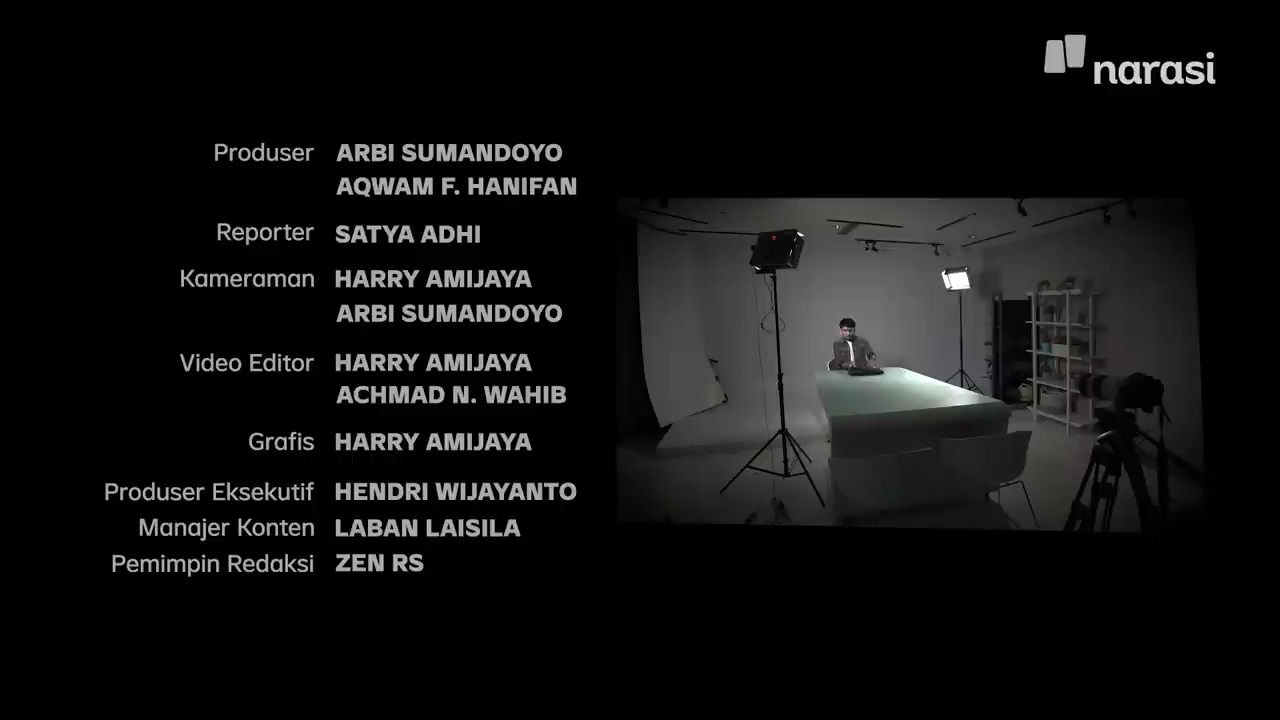 narasi
Produser ARBI SUMANDOYO
AQWAM F. HANIFAN
Reporter SATYA ADHI
Kameraman HARRY AMIJAYA
ARBI SUMANDOYO
Video Editor HARRY AMIJAYA
ACHMAD N. WAHIB
Grafis HARRY AMIJAYA
Produser Eksekutif HENDRI WIJAYANTO
Manajer Konten LABAN LAISILA
Pemimpin Redaksi ZEN RS